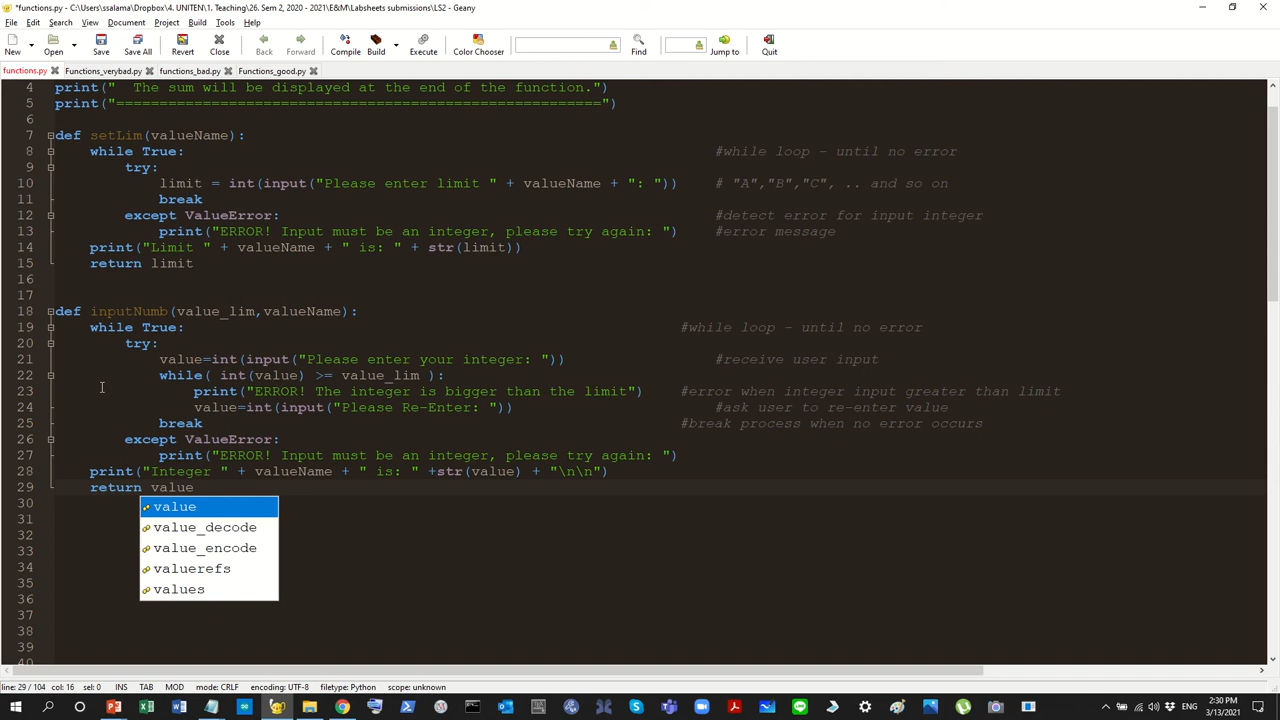 *functions.py - C:\Users\ssalama\Dropbox\4. UNITEN\1. Teaching\26. Sem 2, 2020 - 2021\E&M\Labsheets submissions\LS2 - Geany
File Edit Search View Document Project Build Tools Help
New Open Save Save All Revert Close Back Forward Compile Build Execute Color Chooser Find Jump to Quit
functions.py Functions_verybad.py Functions_bad.py Functions_good.py
4 print("  The sum will be displayed at the end of the function.")
5 print("========================================================")
6
7 def setLim(valueName):
8 while True: #while loop - until no error
9 try:
10 limit = int(input("Please enter limit " + valueName + ": ")) # "A","B","C", .. and so on
11 break
12 except ValueError: #detect error for input integer
13 print("ERROR! Input must be an integer, please try again: ") #error message
14 print("Limit " + valueName + " is: " + str(limit))
15 return limit
16
17
18 def inputNumb(value_lim,valueName):
19 while True: #while loop - until no error
20 try:
21 value=int(input("Please enter your integer: ")) #receive user input
22 while( int(value) >= value_lim ):
23 print("ERROR! The integer is bigger than the limit") #error when integer input greater than limit
24 value=int(input("Please Re-Enter: ")) #ask user to re-enter value
25 break #break process when no error occurs
26 except ValueError:
27 print("ERROR! Input must be an integer, please try again: ")
28 print("Integer " + valueName + " is: " +str(value) + "\n\n")
29 return value
30 value
31 value_decode
32 value_encode
33
34 valuerefs
35 values
36
37
38
39
40
line: 29 / 104 col: 16 sel: 0 INS TAB MOD mode: CRLF encoding: UTF-8 filetype: Python scope: unknown
2:30 PM
ENG
3/13/2021